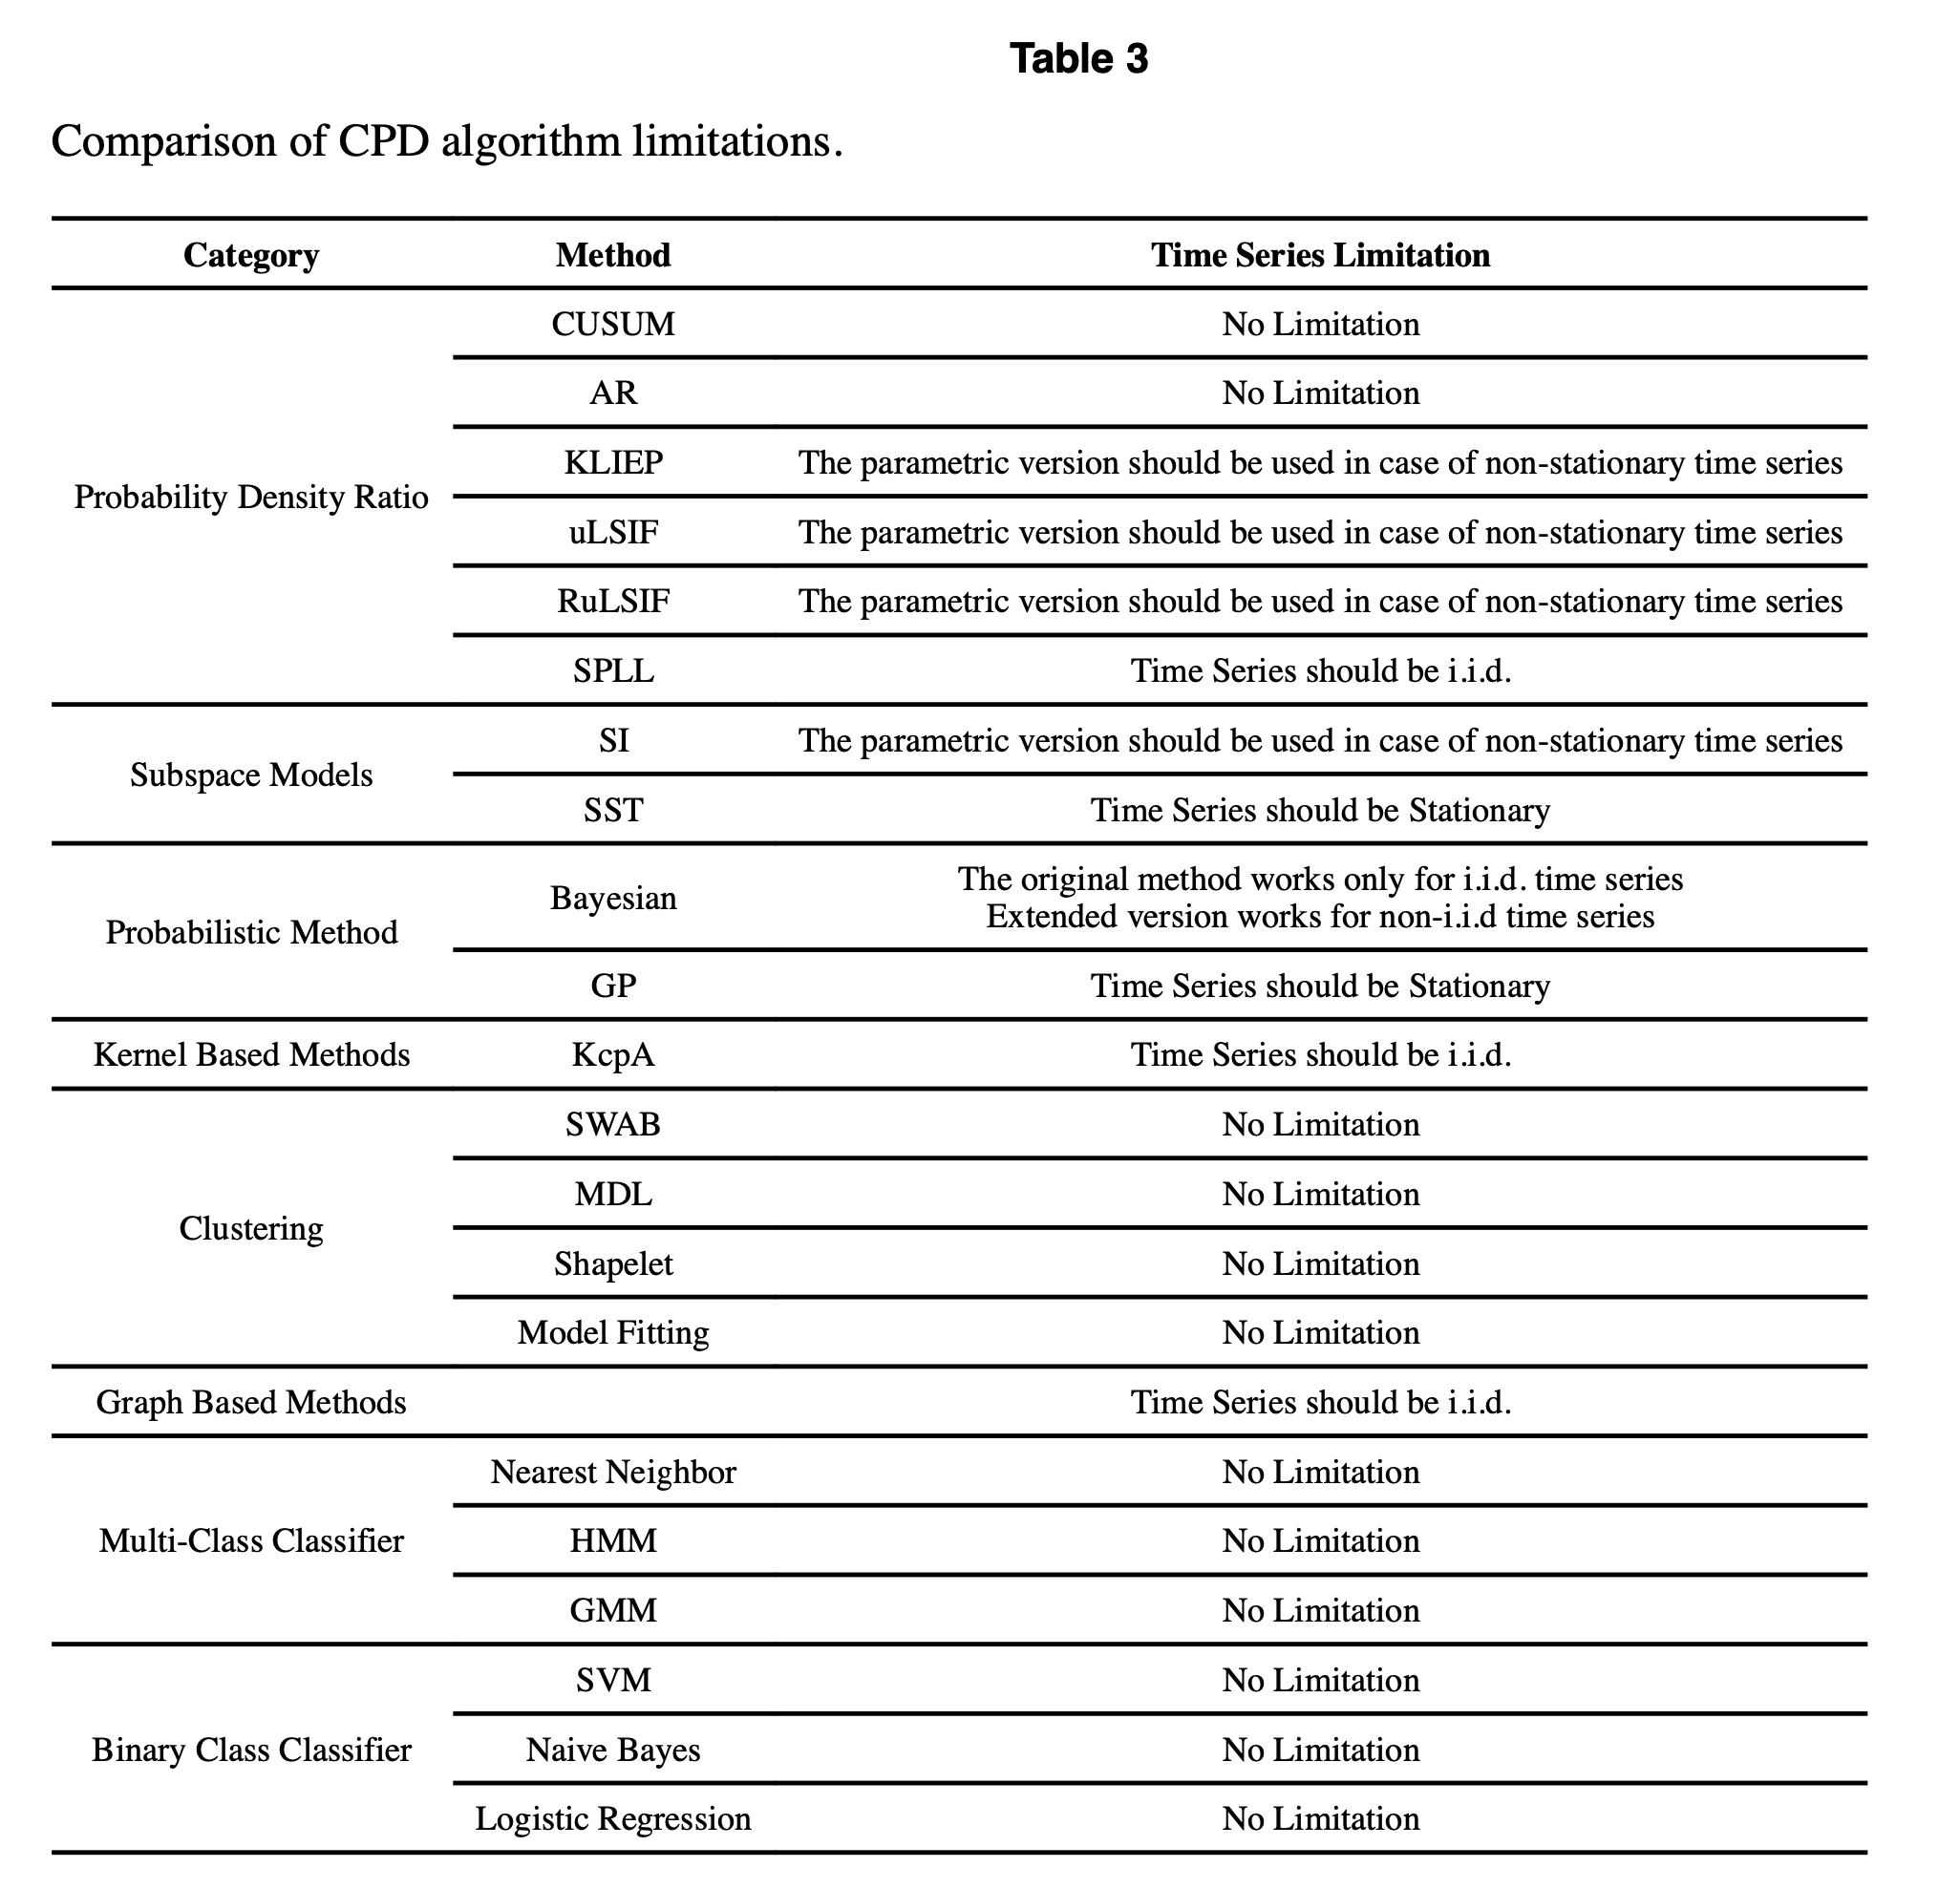 Table 3
Comparison of CPD algorithm limitations.
Category Method Time Series Limitation
Probability Density Ratio
CUSUM No Limitation
AR No Limitation
KLIEP The parametric version should be used in case of non-stationary time series
uLSIF The parametric version should be used in case of non-stationary time series
RuLSIF The parametric version should be used in case of non-stationary time series
SPLL Time Series should be i.i.d.
Subspace Models
SI The parametric version should be used in case of non-stationary time series
SST Time Series should be Stationary
Probabilistic Method
Bayesian
The original method works only for i.i.d. time series
Extended version works for non-i.i.d time series
GP Time Series should be Stationary
Kernel Based Methods KcpA Time Series should be i.i.d.
Clustering
SWAB No Limitation
MDL No Limitation
Shapelet No Limitation
Model Fitting No Limitation
Graph Based Methods Time Series should be i.i.d.
Multi-Class Classifier
Nearest Neighbor No Limitation
HMM No Limitation
GMM No Limitation
Binary Class Classifier
SVM No Limitation
Naive Bayes No Limitation
Logistic Regression No Limitation